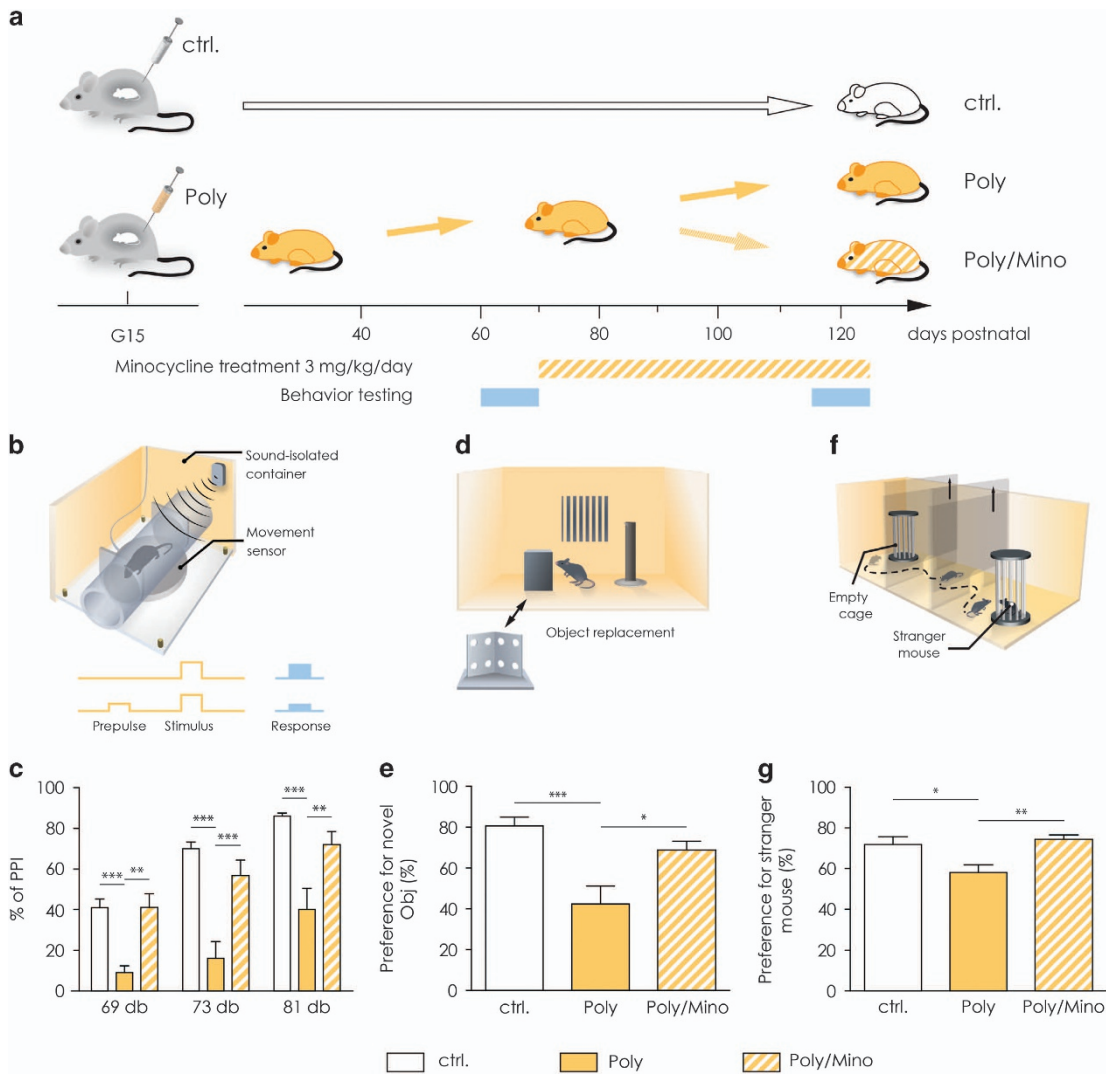 a
ctrl.
ctrl.
Poly
Poly
Poly/Mino
G15
40
60
80
100
120
days postnatal
Minocycline treatment 3 mg/kg/day
Behavior testing
b
Sound-isolated
container
Movement
sensor
Prepulse
Stimulus
Response
d
Object replacement
f
Empty
cage
Stranger
mouse
c
% of PPI
100
80
60
40
20
0
***
**
***
***
***
**
69 db
73 db
81 db
e
Preference for novel
Obj (%)
100
80
60
40
20
0
***
*
ctrl.
Poly
Poly/Mino
g
Preference for stranger
mouse (%)
100
80
60
40
20
0
*
**
ctrl.
Poly
Poly/Mino
ctrl.
Poly
Poly/Mino